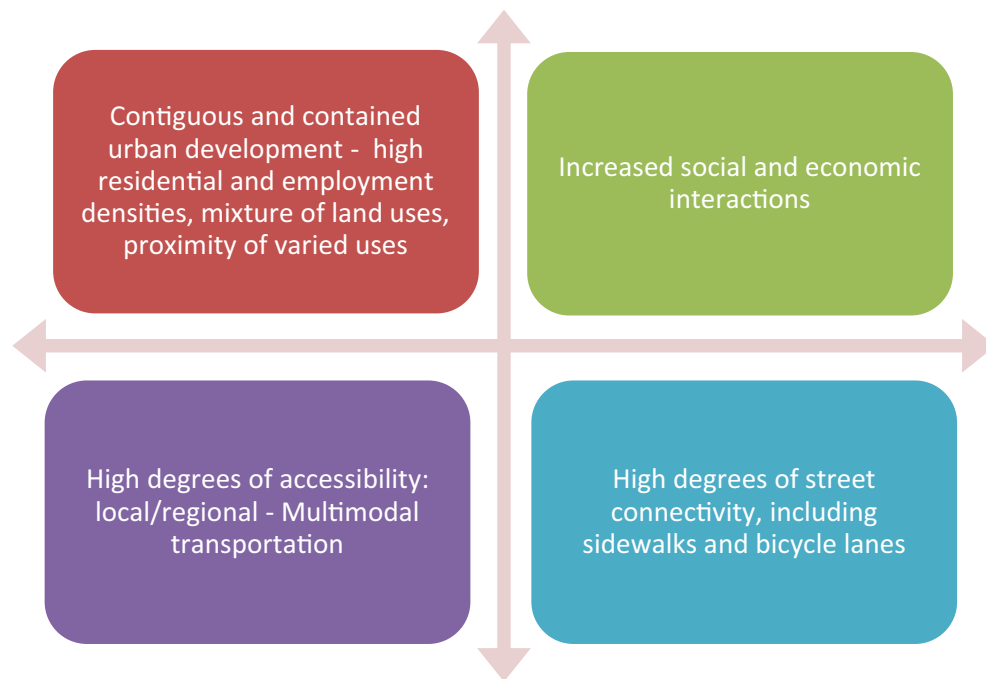 Contiguous and contained
urban development - high
residential and employment
densities, mixture of land uses,
proximity of varied uses
Increased social and economic
interactions
High degrees of accessibility:
local/regional - Multimodal
transportation
High degrees of street
connectivity, including
sidewalks and bicycle lanes